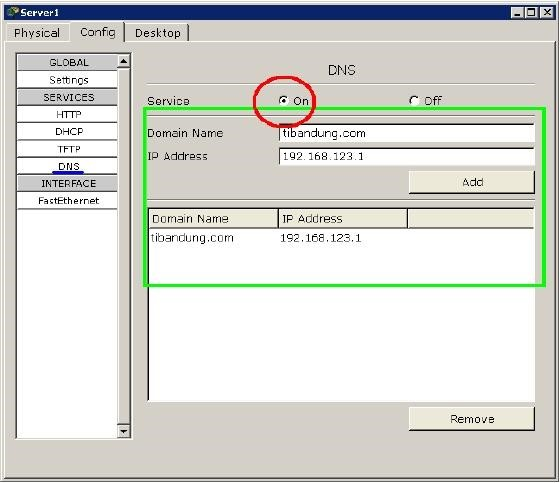 Server1
Physical Config Desktop
GLOBAL
Settings
SERVICES
HTTP
DHCP
TFTP
DNS
INTERFACE
FastEthernet
DNS
Service On Off
Domain Name tibandung.com
IP Address 192.168.123.1
Add
Domain Name IP Address
tibandung.com 192.168.123.1
Remove